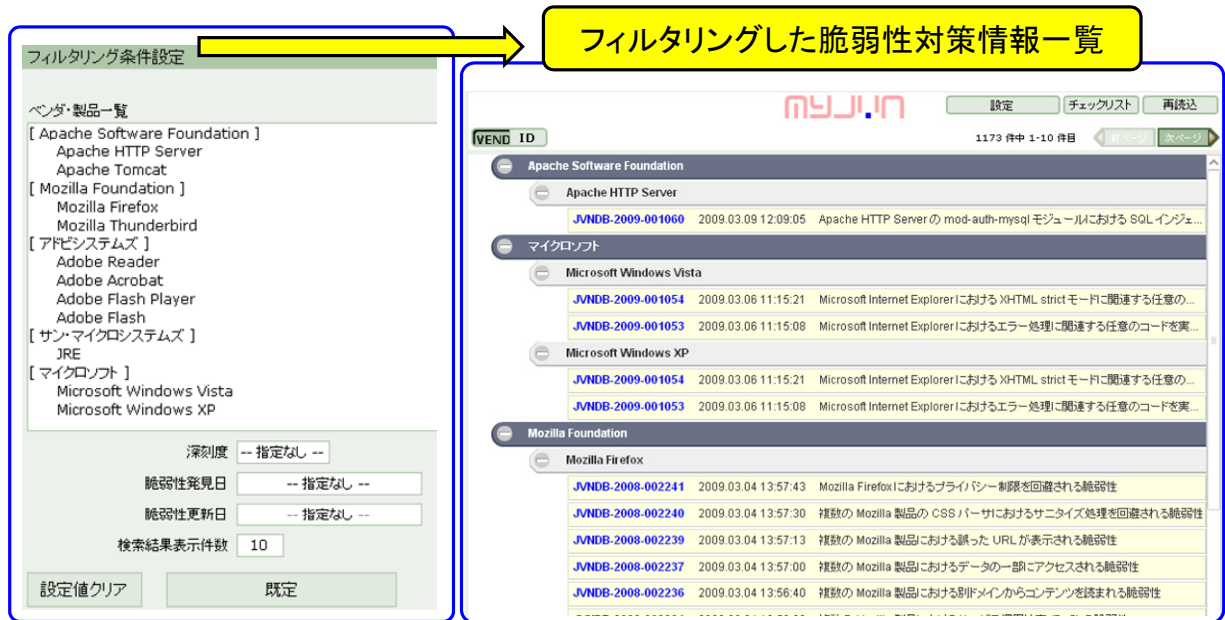 フィルタリングした脆弱性対策情報一覧
フィルタリング条件設定
ベンダ・製品一覧
[ Apache Software Foundation ]
Apache HTTP Server
Apache Tomcat
[ Mozilla Foundation ]
Mozilla Firefox
Mozilla Thunderbird
[ アドビシステムズ ]
Adobe Reader
Adobe Acrobat
Adobe Flash Player
Adobe Flash
[ サン・マイクロシステムズ ]
JRE
[ マイクロソフト ]
Microsoft Windows Vista
Microsoft Windows XP
深刻度 -- 指定なし --
脆弱性発見日 -- 指定なし --
脆弱性更新日 -- 指定なし --
検索結果表示件数 10
設定値クリア 既定
MyJVN 設定 チェックリスト 再読込
VEND ID 1173 件中 1-10 件目 前ページ 次ページ
Apache Software Foundation
Apache HTTP Server
JVNDB-2009-001060 2009.03.09 12:09:05 Apache HTTP Server の mod-auth-mysql モジュールにおける SQL インジェ...
マイクロソフト
Microsoft Windows Vista
JVNDB-2009-001054 2009.03.06 11:15:21 Microsoft Internet Explorer における XHTML strict モードに関連する任意の...
JVNDB-2009-001053 2009.03.06 11:15:08 Microsoft Internet Explorer におけるエラー処理に関連する任意のコードを実...
Microsoft Windows XP
JVNDB-2009-001054 2009.03.06 11:15:21 Microsoft Internet Explorer における XHTML strict モードに関連する任意の...
JVNDB-2009-001053 2009.03.06 11:15:08 Microsoft Internet Explorer におけるエラー処理に関連する任意のコードを実...
Mozilla Foundation
Mozilla Firefox
JVNDB-2008-002241 2009.03.04 13:57:43 Mozilla Firefox におけるプライバシー制限を回避される脆弱性
JVNDB-2008-002240 2009.03.04 13:57:30 複数の Mozilla 製品の CSS パーサにおけるサニタイズ処理を回避される脆弱性
JVNDB-2008-002239 2009.03.04 13:57:13 複数の Mozilla 製品における誤った URL が表示される脆弱性
JVNDB-2008-002237 2009.03.04 13:57:00 複数の Mozilla 製品におけるデータの一部にアクセスされる脆弱性
JVNDB-2008-002236 2009.03.04 13:56:40 複数の Mozilla 製品における別ドメインからコンテンツを読まれる脆弱性